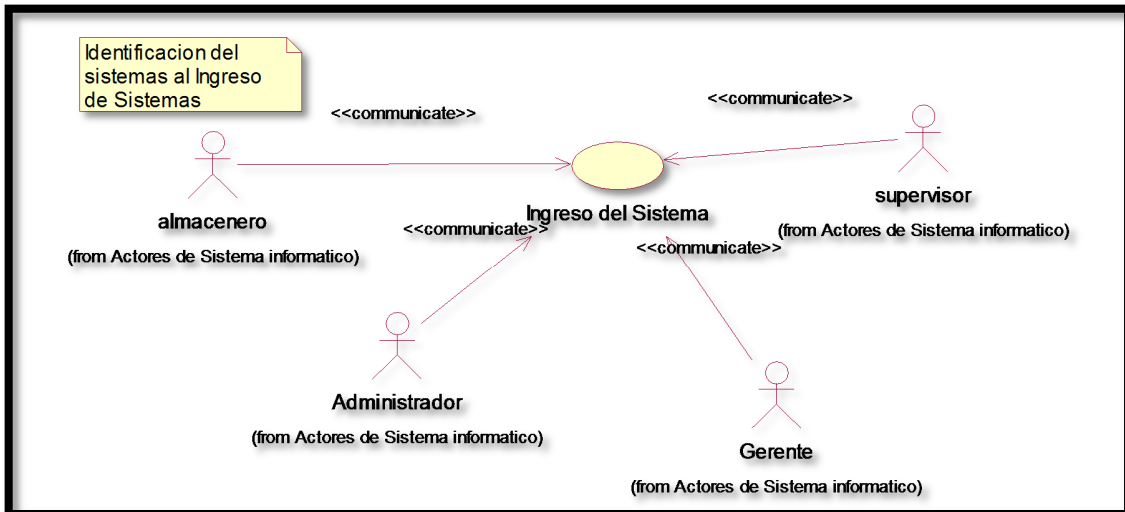 Identificacion del
sistemas al Ingreso
de Sistemas
<<communicate>>
<<communicate>>
almacenero
(from Actores de Sistema informatico)
Ingreso del Sistema
supervisor
(from Actores de Sistema informatico)
<<communicate>>
<<communicate>>
Administrador
(from Actores de Sistema informatico)
Gerente
(from Actores de Sistema informatico)